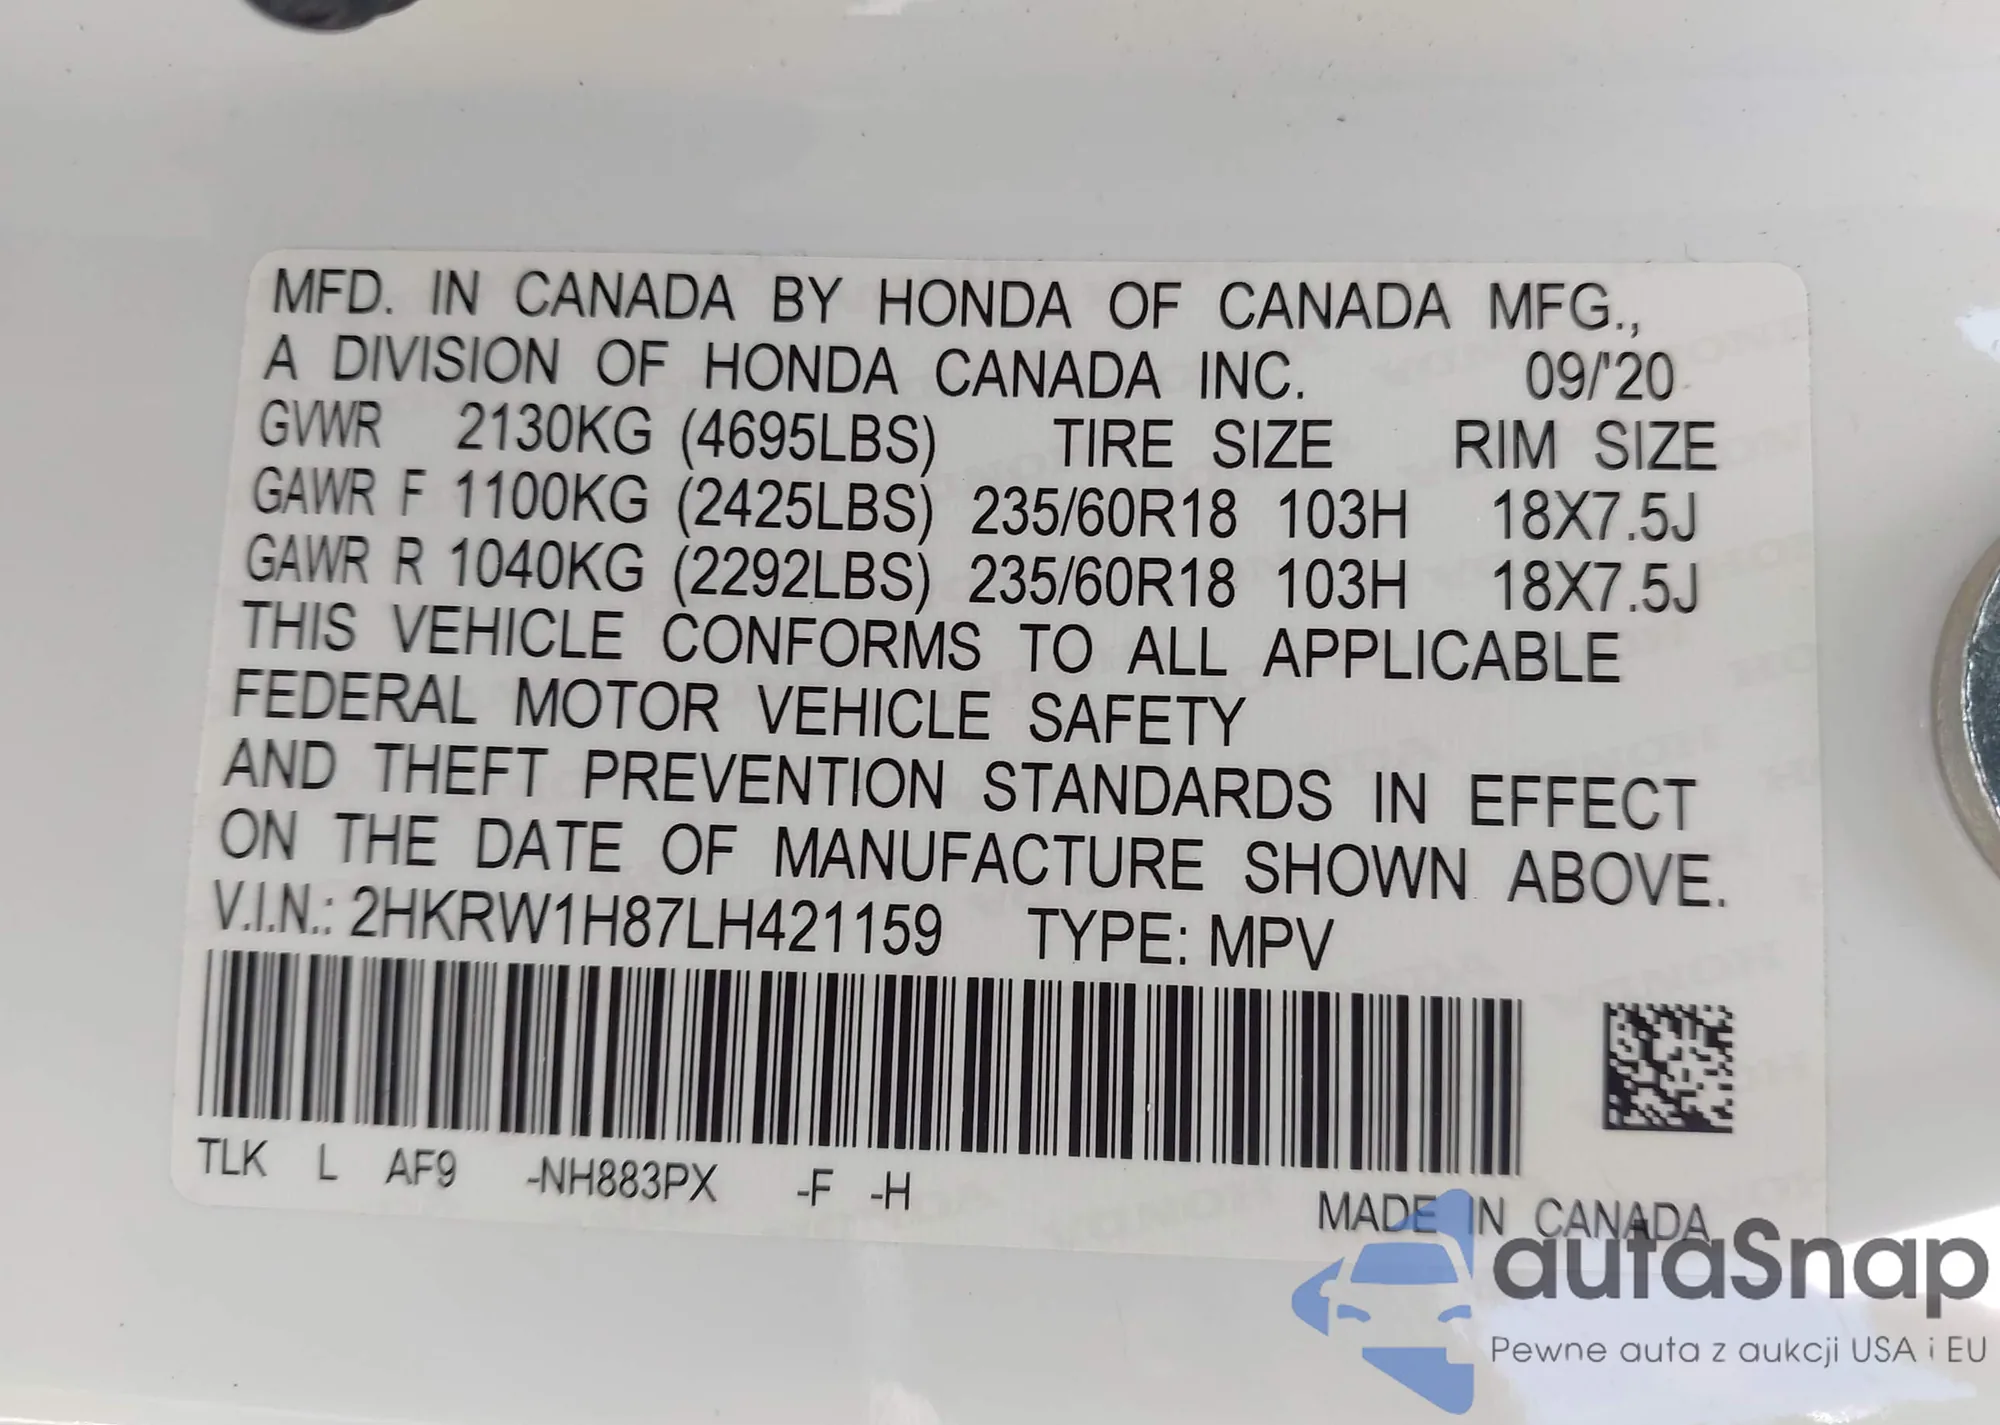 MFD. IN CANADA BY HONDA OF CANADA MFG.,
A DIVISION OF HONDA CANADA INC. 09/'20
GVWR 2130KG (4695LBS) TIRE SIZE RIM SIZE
GAWR F 1100KG (2425LBS) 235/60R18 103H 18X7.5J
GAWR R 1040KG (2292LBS) 235/60R18 103H 18X7.5J
THIS VEHICLE CONFORMS TO ALL APPLICABLE
FEDERAL MOTOR VEHICLE SAFETY
AND THEFT PREVENTION STANDARDS IN EFFECT
ON THE DATE OF MANUFACTURE SHOWN ABOVE.
V.I.N.: 2HKRW1H87LH421159 TYPE: MPV
TLK L AF9 -NH883PX -F -H
MADE IN CANADA
autaSnap
Pewne auta z aukcji USA i EU